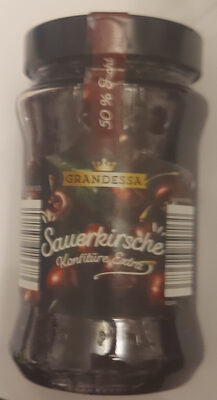 50 % Frucht
GRANDESSA
Sauerkirsche
Konfitüre Extra